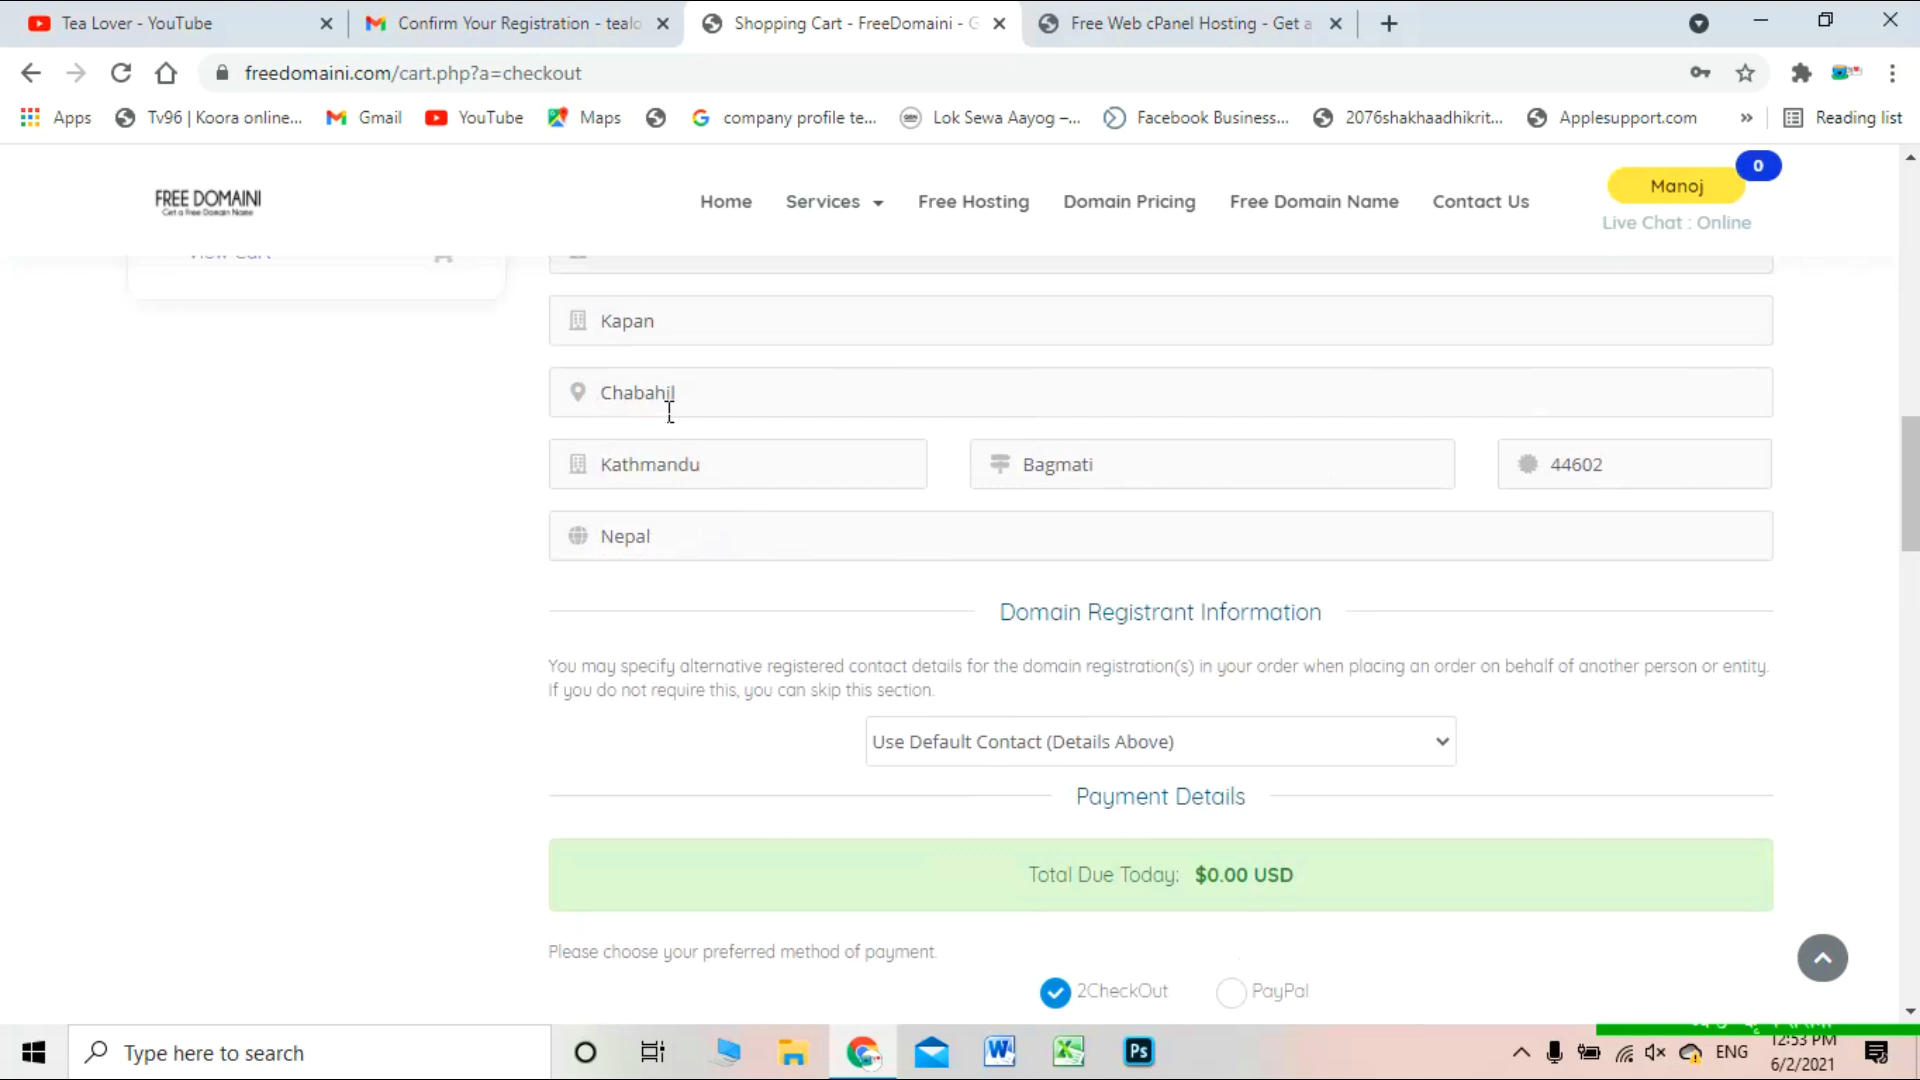 Tea Lover - YouTube
Confirm Your Registration - tealo
Shopping Cart - FreeDomaini - G
Free Web cPanel Hosting - Get a
freedomaini.com/cart.php?a=checkout
Apps
Tv96 | Koora online...
Gmail
YouTube
Maps
company profile te...
Lok Sewa Aayog –...
Facebook Business...
2076shakhaadhikrit...
Applesupport.com
»
Reading list
FREE DOMAINI
Get a Free Domain Name
Home
Services
Free Hosting
Domain Pricing
Free Domain Name
Contact Us
Manoj
0
Live Chat : Online
View Cart
Kapan
Chabahil
Kathmandu
Bagmati
44602
Nepal
Domain Registrant Information
You may specify alternative registered contact details for the domain registration(s) in your order when placing an order on behalf of another person or entity.
If you do not require this, you can skip this section.
Use Default Contact (Details Above)
Payment Details
Total Due Today: $0.00 USD
Please choose your preferred method of payment.
2CheckOut
PayPal
Type here to search
W
X
Ps
ENG
12:53 PM
6/2/2021